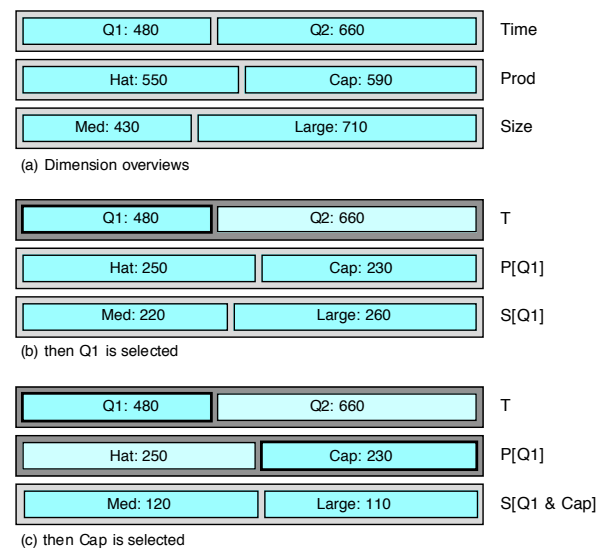 Q1: 480 Q2: 660 Time
Hat: 550 Cap: 590 Prod
Med: 430 Large: 710 Size
(a) Dimension overviews
Q1: 480 Q2: 660 T
Hat: 250 Cap: 230 P[Q1]
Med: 220 Large: 260 S[Q1]
(b) then Q1 is selected
Q1: 480 Q2: 660 T
Hat: 250 Cap: 230 P[Q1]
Med: 120 Large: 110 S[Q1 & Cap]
(c) then Cap is selected